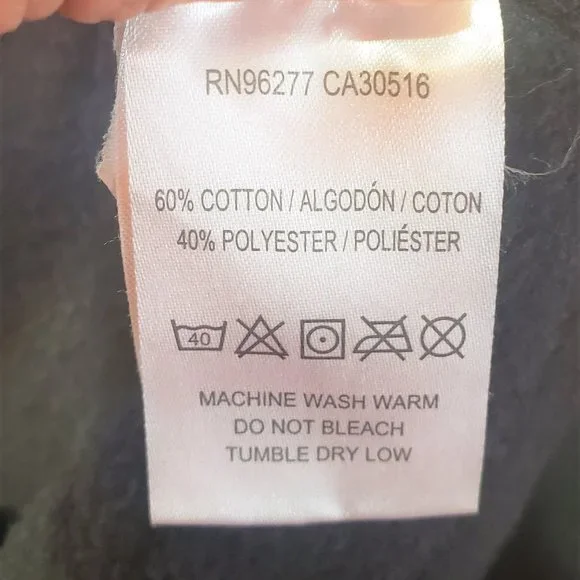 RN96277 CA30516
60% COTTON / ALGODÓN / COTON
40% POLYESTER / POLIÉSTER
40
MACHINE WASH WARM
DO NOT BLEACH
TUMBLE DRY LOW